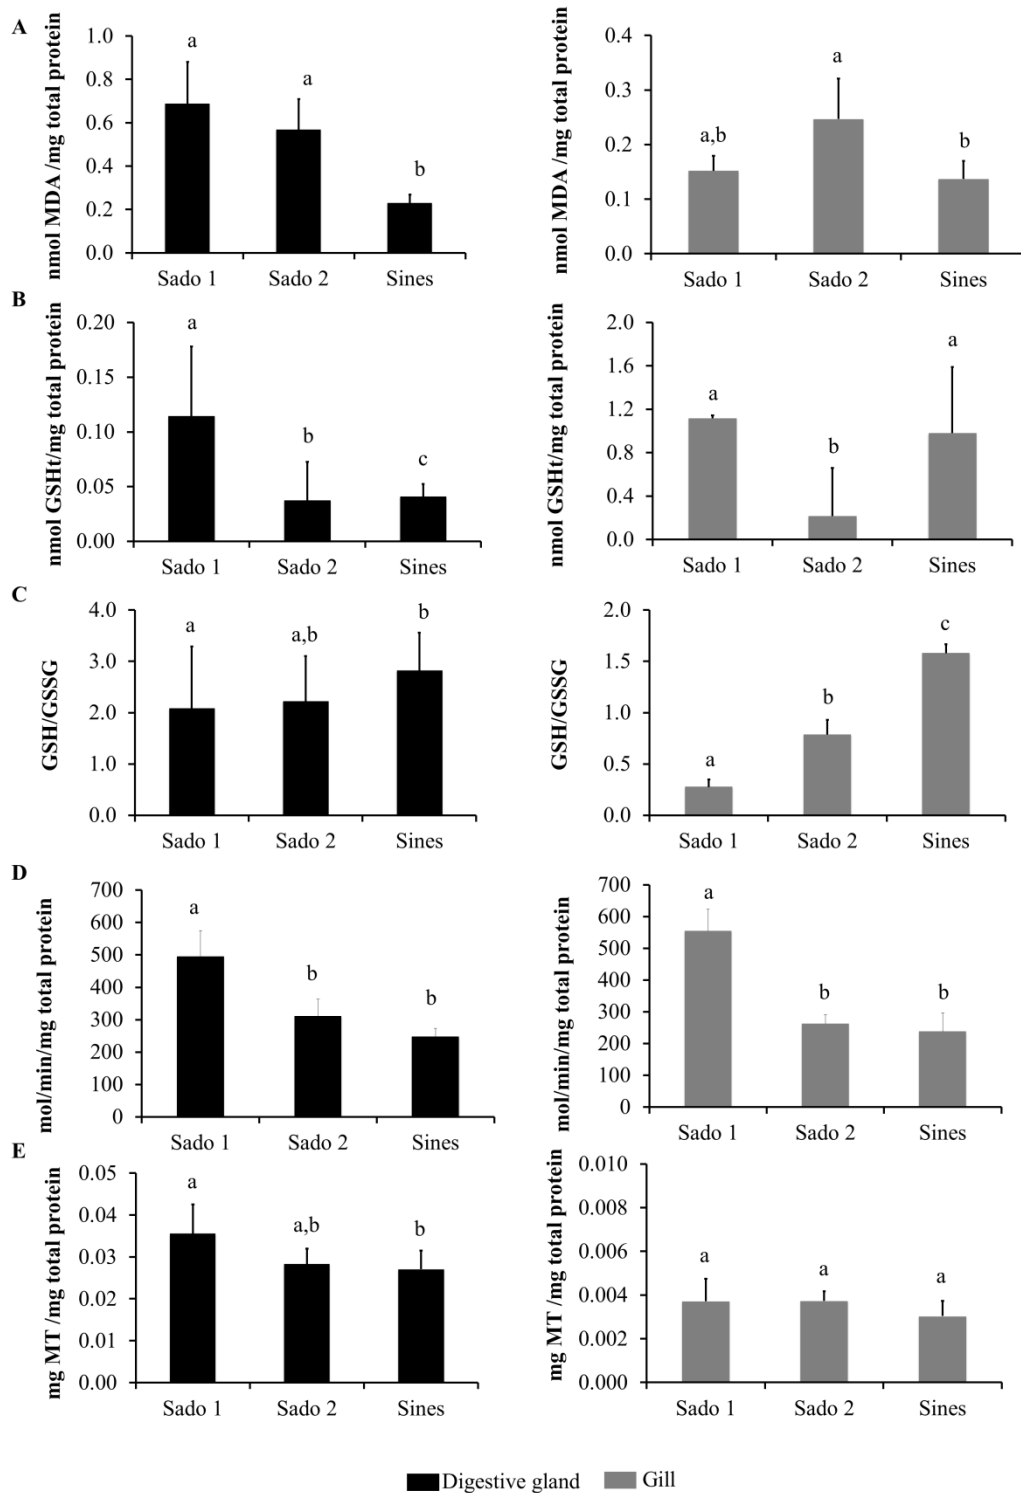 A
nmol MDA /mg total protein
1.0
0.8
0.6
0.4
0.2
0.0
a
a
b
Sado 1 Sado 2 Sines
nmol MDA /mg total protein
0.4
0.3
0.2
0.1
0.0
a,b
a
b
Sado 1 Sado 2 Sines
B
nmol GSHt/mg total protein
0.20
0.15
0.10
0.05
0.00
a
b
c
Sado 1 Sado 2 Sines
nmol GSHt/mg total protein
2.0
1.6
1.2
0.8
0.4
0.0
a
b
a
Sado 1 Sado 2 Sines
C
GSH/GSSG
4.0
3.0
2.0
1.0
0.0
a
a,b
b
Sado 1 Sado 2 Sines
GSH/GSSG
2.0
1.5
1.0
0.5
0.0
a
b
c
Sado 1 Sado 2 Sines
D
mol/min/mg total protein
700
600
500
400
300
200
100
0
a
b
b
Sado 1 Sado 2 Sines
mol/min/mg total protein
700
600
500
400
300
200
100
0
a
b
b
Sado 1 Sado 2 Sines
E
mg MT /mg total protein
0.05
0.04
0.03
0.02
0.01
0.00
a
a,b
b
Sado 1 Sado 2 Sines
mg MT /mg total protein
0.010
0.008
0.006
0.004
0.002
0.000
a
a
a
Sado 1 Sado 2 Sines
Digestive gland Gill